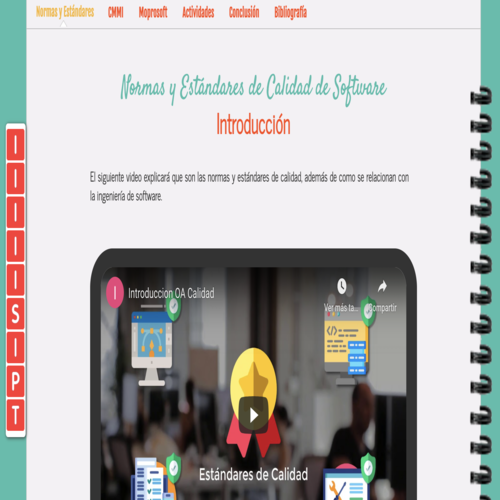 Normas y Estándares CMMI Moprosoft Actividades Conclusión Bibliografía
Normas y Estándares de Calidad de Software
Introducción
El siguiente video explicará que son las normas y estándares de calidad, además de como se relacionan con
la ingeniería de software.
I
I
I
I
I
S
I
P
T
I Introduccion OA Calidad
Ver más ta... Compartir
Estándares de Calidad